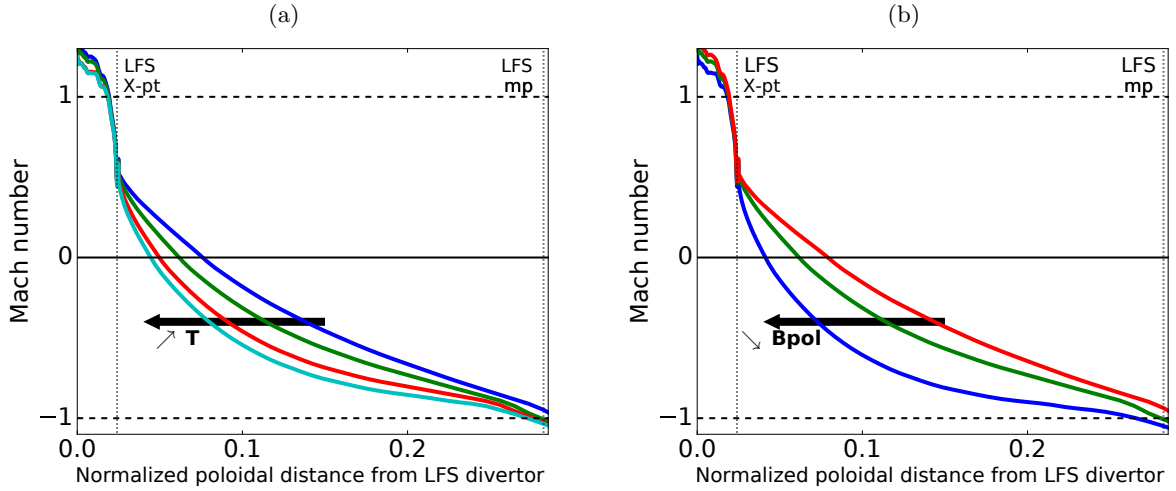 (a)
LFS
X-pt
LFS
mp
1
0
−1
Mach number
↗ T
0.0
0.1
0.2
Normalized poloidal distance from LFS divertor
(b)
LFS
X-pt
LFS
mp
1
0
−1
Mach number
↘ Bpol
0.0
0.1
0.2
Normalized poloidal distance from LFS divertor